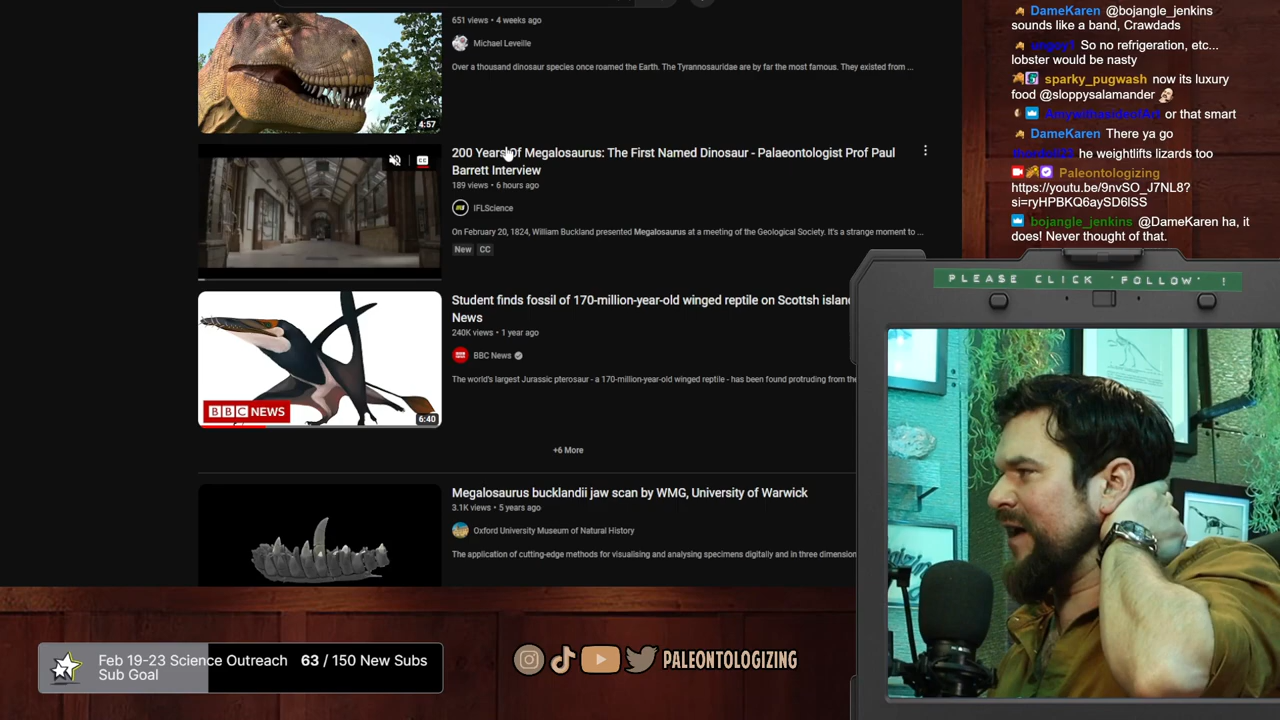 651 views • 4 weeks ago
Michael Leveille
Over a thousand dinosaur species once roamed the Earth. The Tyrannosauridae are by far the most famous. They existed from ...
4:57
200 Years Of Megalosaurus: The First Named Dinosaur - Palaeontologist Prof Paul
Barrett Interview
189 views • 6 hours ago
IFLScience
On February 20, 1824, William Buckland presented Megalosaurus at a meeting of the Geological Society. It's a strange moment to ...
New CC
CC
Student finds fossil of 170-million-year-old winged reptile on Scottsh island
News
240K views • 1 year ago
BBC News
The world's largest Jurassic pterosaur - a 170-million-year-old winged reptile - has been found protruding from the
BBC NEWS
6:40
+6 More
Megalosaurus bucklandii jaw scan by WMG, University of Warwick
3.1K views • 5 years ago
Oxford University Museum of Natural History
The application of cutting-edge methods for visualising and analysing specimens digitally and in three dimension
DameKaren @bojangle_jenkins
sounds like a band, Crawdads
So no refrigeration, etc...
lobster would be nasty
sparky_pugwash now its luxury
food @sloppysalamander
or that smart
DameKaren There ya go
he weightlifts lizards too
Paleontologizing
https://youtu.be/9nvSO_J7NL8?
si=ryHPBKQ6aySD6lSS
bojangle_jenkins @DameKaren ha, it
does! Never thought of that.
PLEASE CLICK 'FOLLOW' !
Feb 19-23 Science Outreach 63 / 150 New Subs
Sub Goal
PALEONTOLOGIZING